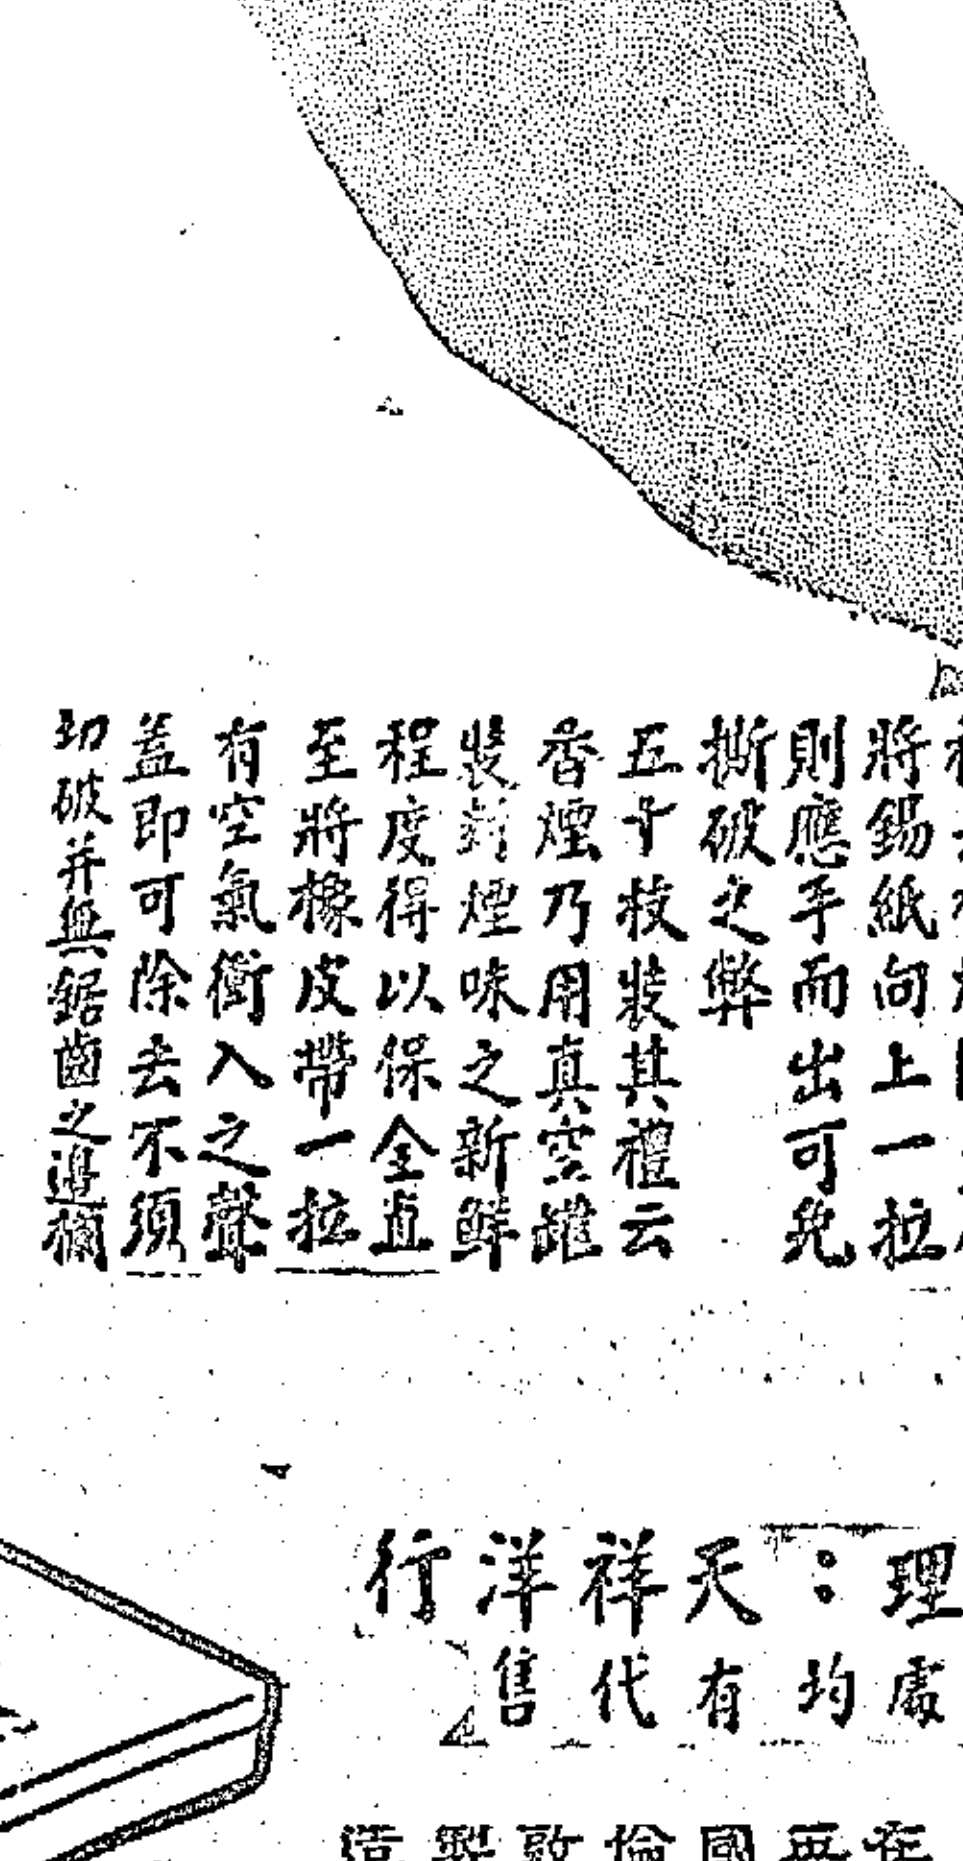 將錫紙向上一拉
則應手而出可免
撕破之弊
五十枝裝其禮云
香煙乃用真空罐
裝封煙味之新鮮
程度得以保全直
至將橡皮帶一拉
有空氣衝入之聲
蓋即可除去不須
切破并無鋸齒之邊
理：天祥洋行
處均有代售
國倫敦製造